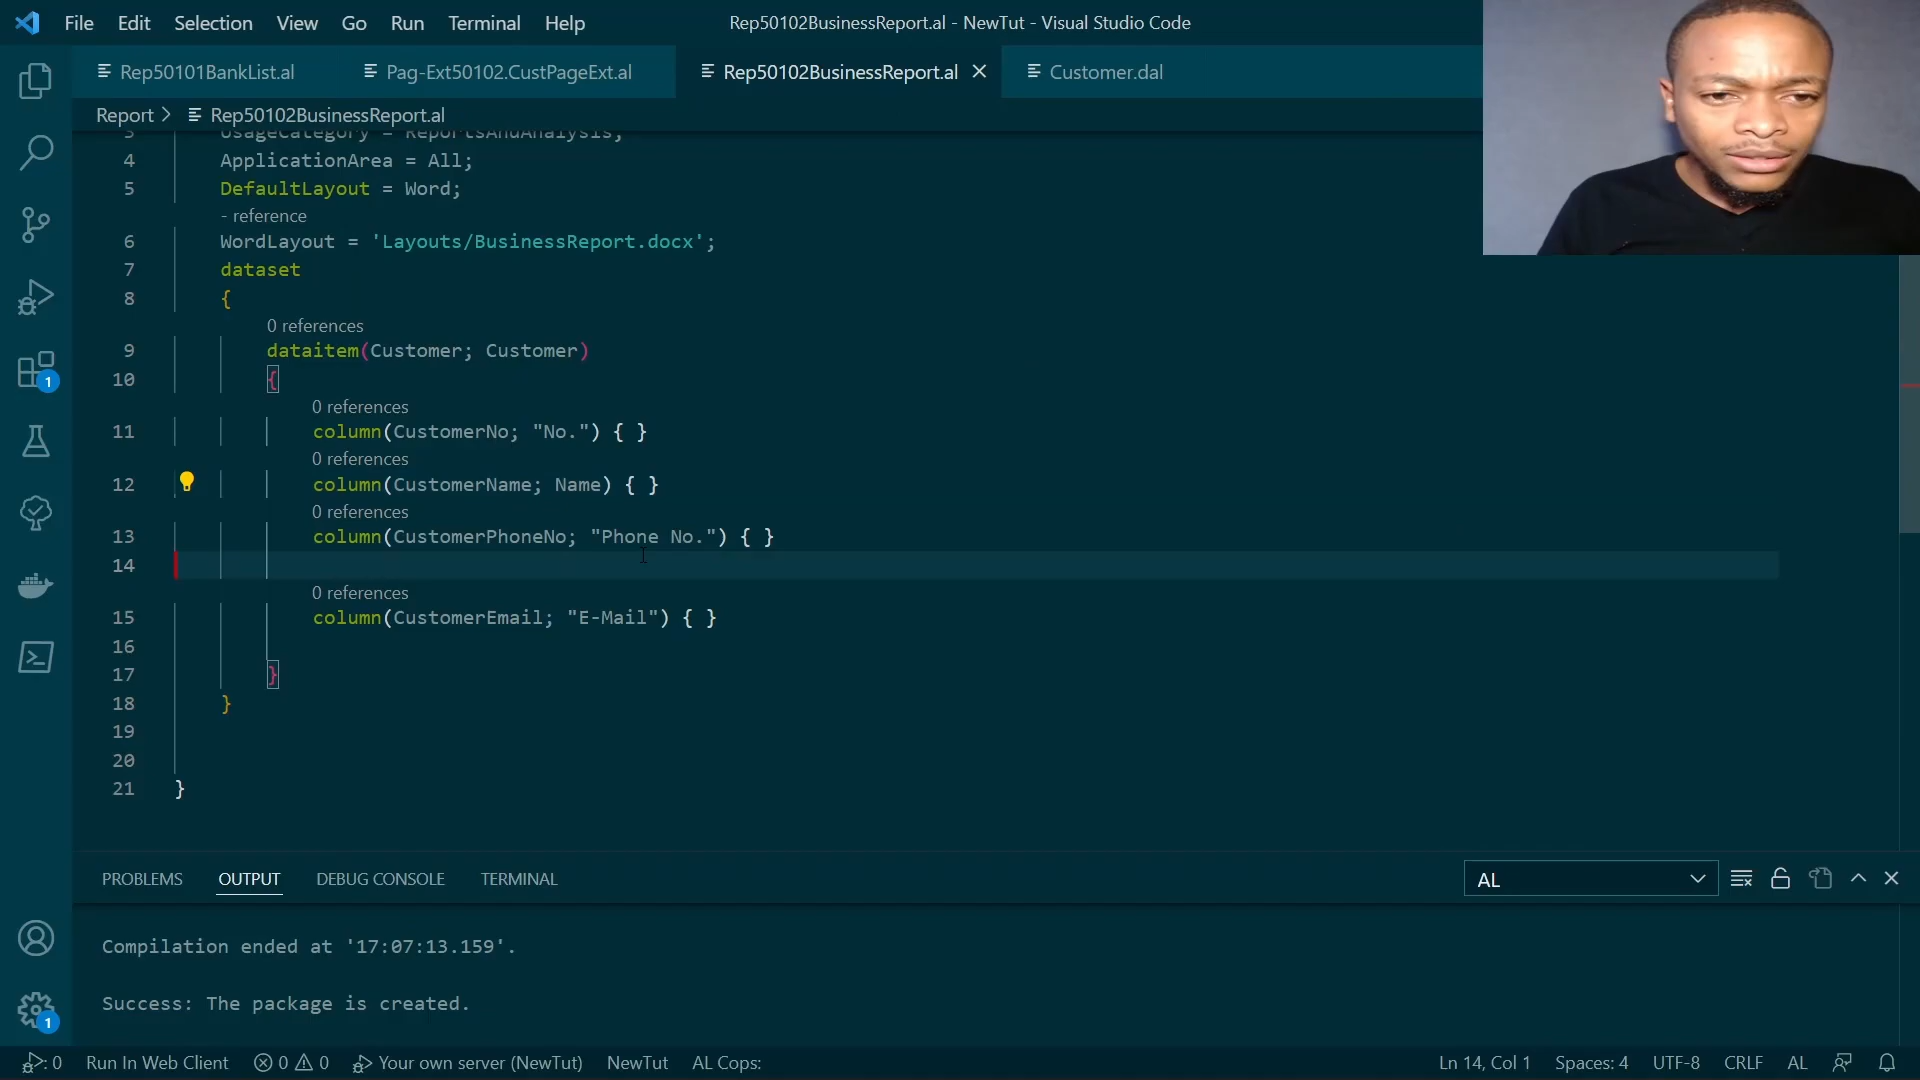 File Edit Selection View Go Run Terminal Help Rep50102BusinessReport.al - NewTut - Visual Studio Code
Rep50101BankList.al Pag-Ext50102.CustPageExt.al Rep50102BusinessReport.al Customer.dal
Report > Rep50102BusinessReport.al
3 UsageCategory = ReportsAndAnalysis;
4 ApplicationArea = All;
5 DefaultLayout = Word;
- reference
6 WordLayout = 'Layouts/BusinessReport.docx';
7 dataset
8 {
0 references
9 dataitem(Customer; Customer)
10 {
0 references
11 column(CustomerNo; "No.") { }
0 references
12 column(CustomerName; Name) { }
0 references
13 column(CustomerPhoneNo; "Phone No.") { }
14
0 references
15 column(CustomerEmail; "E-Mail") { }
16
17 }
18 }
19
20
21 }
PROBLEMS OUTPUT DEBUG CONSOLE TERMINAL AL
Compilation ended at '17:07:13.159'.
Success: The package is created.
1
1
0 Run In Web Client 0 0 Your own server (NewTut) NewTut AL Cops: Ln 14, Col 1 Spaces: 4 UTF-8 CRLF AL